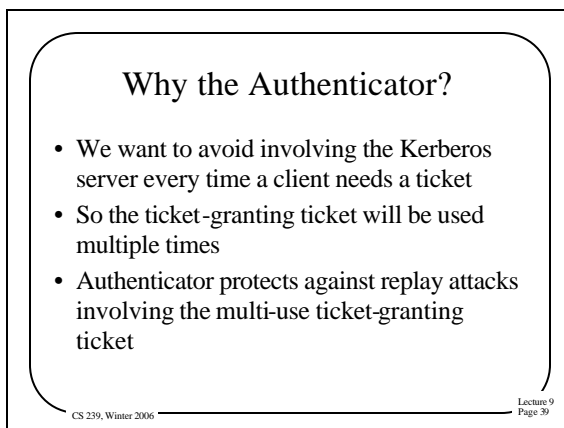 Why the Authenticator?
• We want to avoid involving the Kerberos
server every time a client needs a ticket
• So the ticket-granting ticket will be used
multiple times
• Authenticator protects against replay attacks
involving the multi-use ticket-granting
ticket
CS 239, Winter 2006
Lecture 9
Page 39